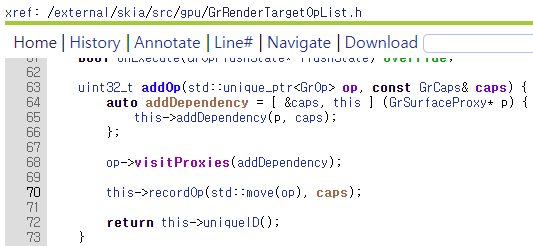 xref: /external/skia/src/gpu/GrRenderTargetOpList.h
Home | History | Annotate | Line# | Navigate | Download
61 bool onExecute(GrOpFlushState* flushState) override;
62
63 uint32_t addOp(std::unique_ptr<GrOp> op, const GrCaps& caps) {
64 auto addDependency = [ &caps, this ] (GrSurfaceProxy* p) {
65 this->addDependency(p, caps);
66 };
67
68 op->visitProxies(addDependency);
69
70 this->recordOp(std::move(op), caps);
71
72 return this->uniqueID();
73 }